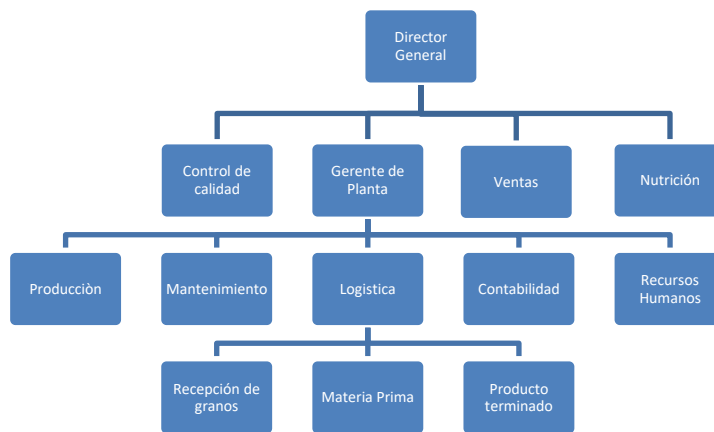 Director
General
Control de
calidad
Gerente de
Planta
Ventas
Nutrición
Producciòn
Mantenimiento
Logistica
Contabilidad
Recursos
Humanos
Recepción de
granos
Materia Prima
Producto
terminado